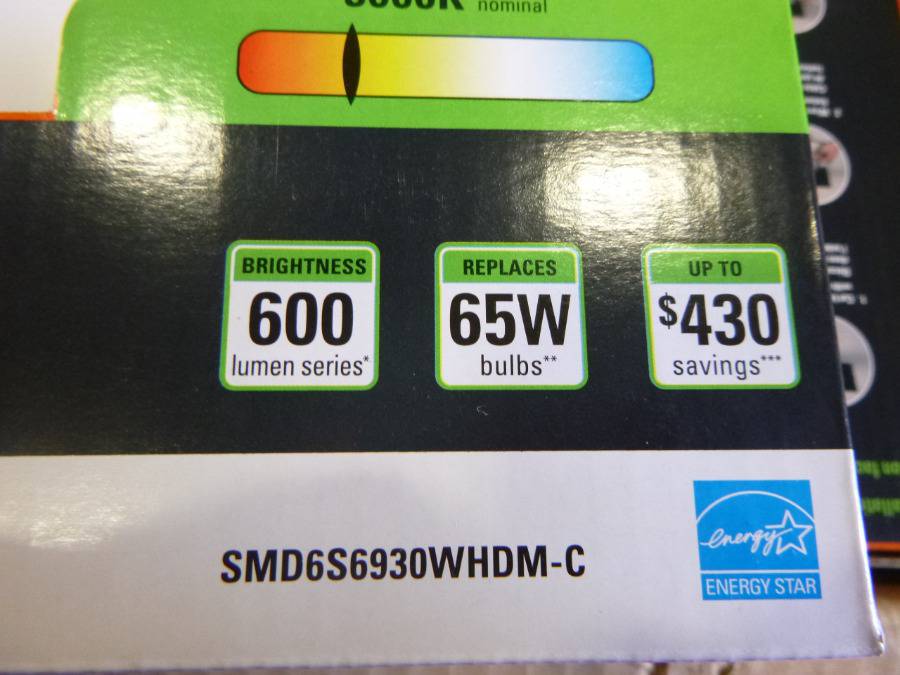 nominal
BRIGHTNESS
600
lumen series*
REPLACES
65W
bulbs**
UP TO
$430
savings***
SMD6S6930WHDM-C
energy
ENERGY STAR